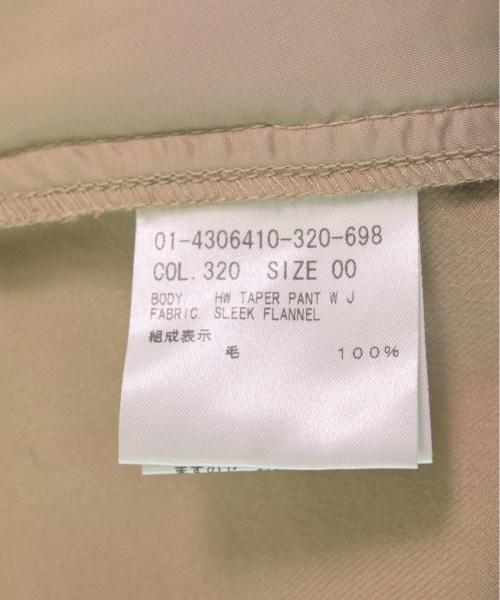 01-4306410-320-698
COL. 320 SIZE 00
BODY. HW TAPER PANT W J
FABRIC. SLEEK FLANNEL
組成表示
毛 100%